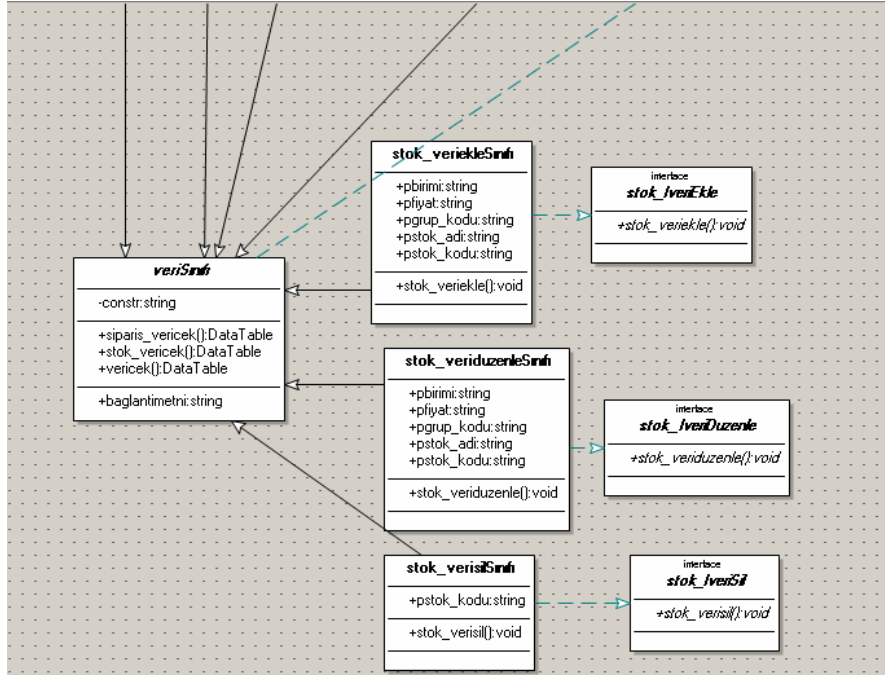 stok_veriekleSınıfı
+pbirimi:string
+pfiyat:string
+pgrup_kodu:string
+pstok_adi:string
+pstok_kodu:string
+stok_veriekle():void
interface
stok_IveriEkle
+stok_veriekle():void
veriSınıfı
-constr:string
+siparis_vericek():DataTable
+stok_vericek():DataTable
+vericek():DataTable
+baglantimetni:string
stok_veriduzenleSınıfı
+pbirimi:string
+pfiyat:string
+pgrup_kodu:string
+pstok_adi:string
+pstok_kodu:string
+stok_veriduzenle():void
interface
stok_IveriDuzenle
+stok_veriduzenle():void
stok_verisilSınıfı
+pstok_kodu:string
+stok_verisil():void
interface
stok_IveriSil
+stok_verisil():void